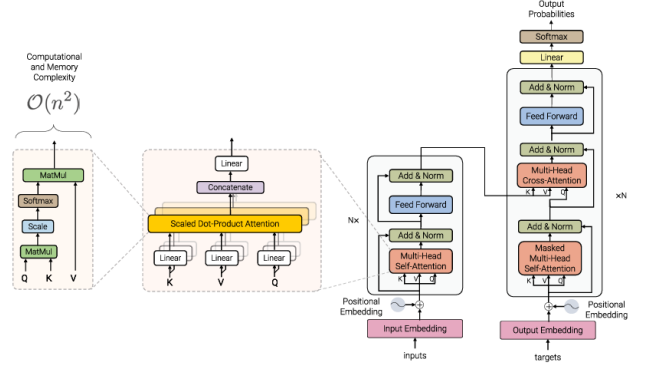 Computational
and Memory
Complexity
O(n²)
MatMul
Softmax
Scale
MatMul
Q K V
Linear
Concatenate
Scaled Dot-Product Attention
Linear Linear Linear
K V Q
N×
Add & Norm
Feed Forward
Add & Norm
Multi-Head
Self-Attention
K V Q
Positional
Embedding
Input Embedding
inputs
Output
Probabilities
Softmax
Linear
Add & Norm
Feed Forward
Add & Norm
Multi-Head
Cross-Attention
K V Q
×N
Add & Norm
Masked
Multi-Head
Self-Attention
K V Q
Positional
Embedding
Output Embedding
targets